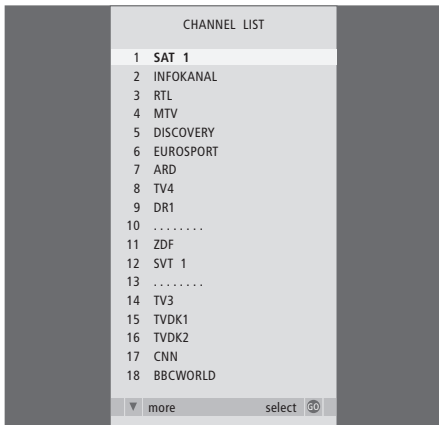 CHANNEL LIST
1 SAT 1
2 INFOKANAL
3 RTL
4 MTV
5 DISCOVERY
6 EUROSPORT
7 ARD
8 TV4
9 DR1
10 ........
11 ZDF
12 SVT 1
13 ........
14 TV3
15 TVDK1
16 TVDK2
17 CNN
18 BBCWORLD
▼ more select GO